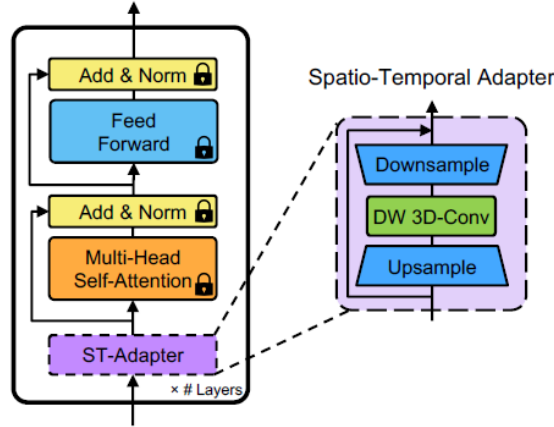 Add & Norm
Feed
Forward
Add & Norm
Multi-Head
Self-Attention
ST-Adapter
× # Layers
Spatio-Temporal Adapter
Downsample
DW 3D-Conv
Upsample